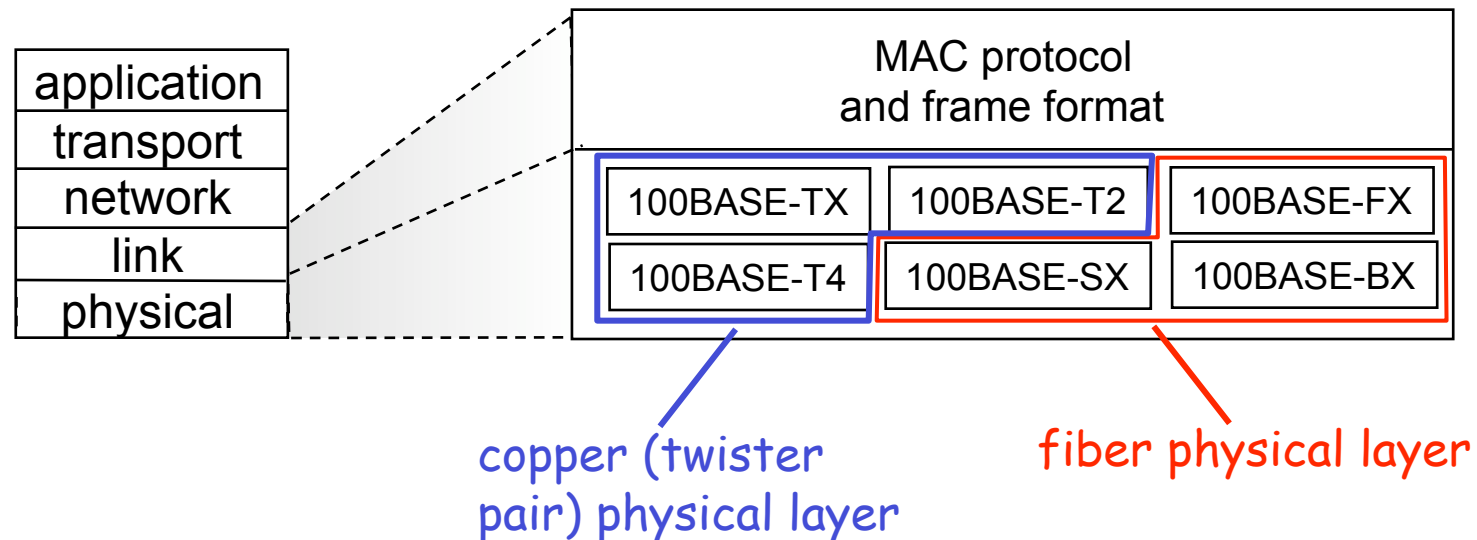 application
transport
network
link
physical
MAC protocol
and frame format
100BASE-TX
100BASE-T2
100BASE-FX
100BASE-T4
100BASE-SX
100BASE-BX
copper (twister
pair) physical layer
fiber physical layer